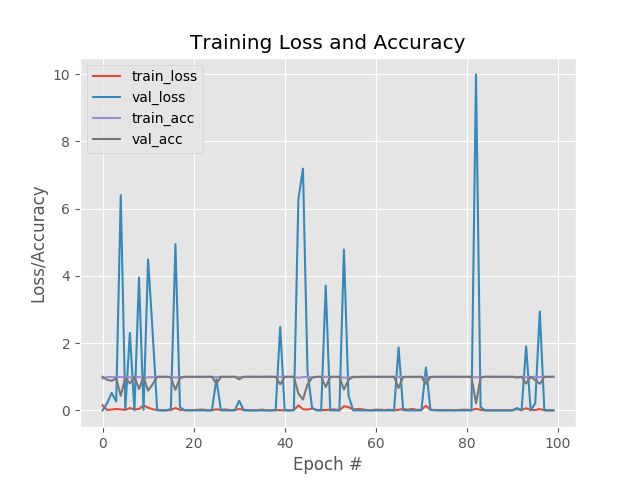 Training Loss and Accuracy
train_loss
val_loss
train_acc
val_acc
10
8
6
4
2
0
Loss/Accuracy
0 20 40 60 80 100
Epoch #